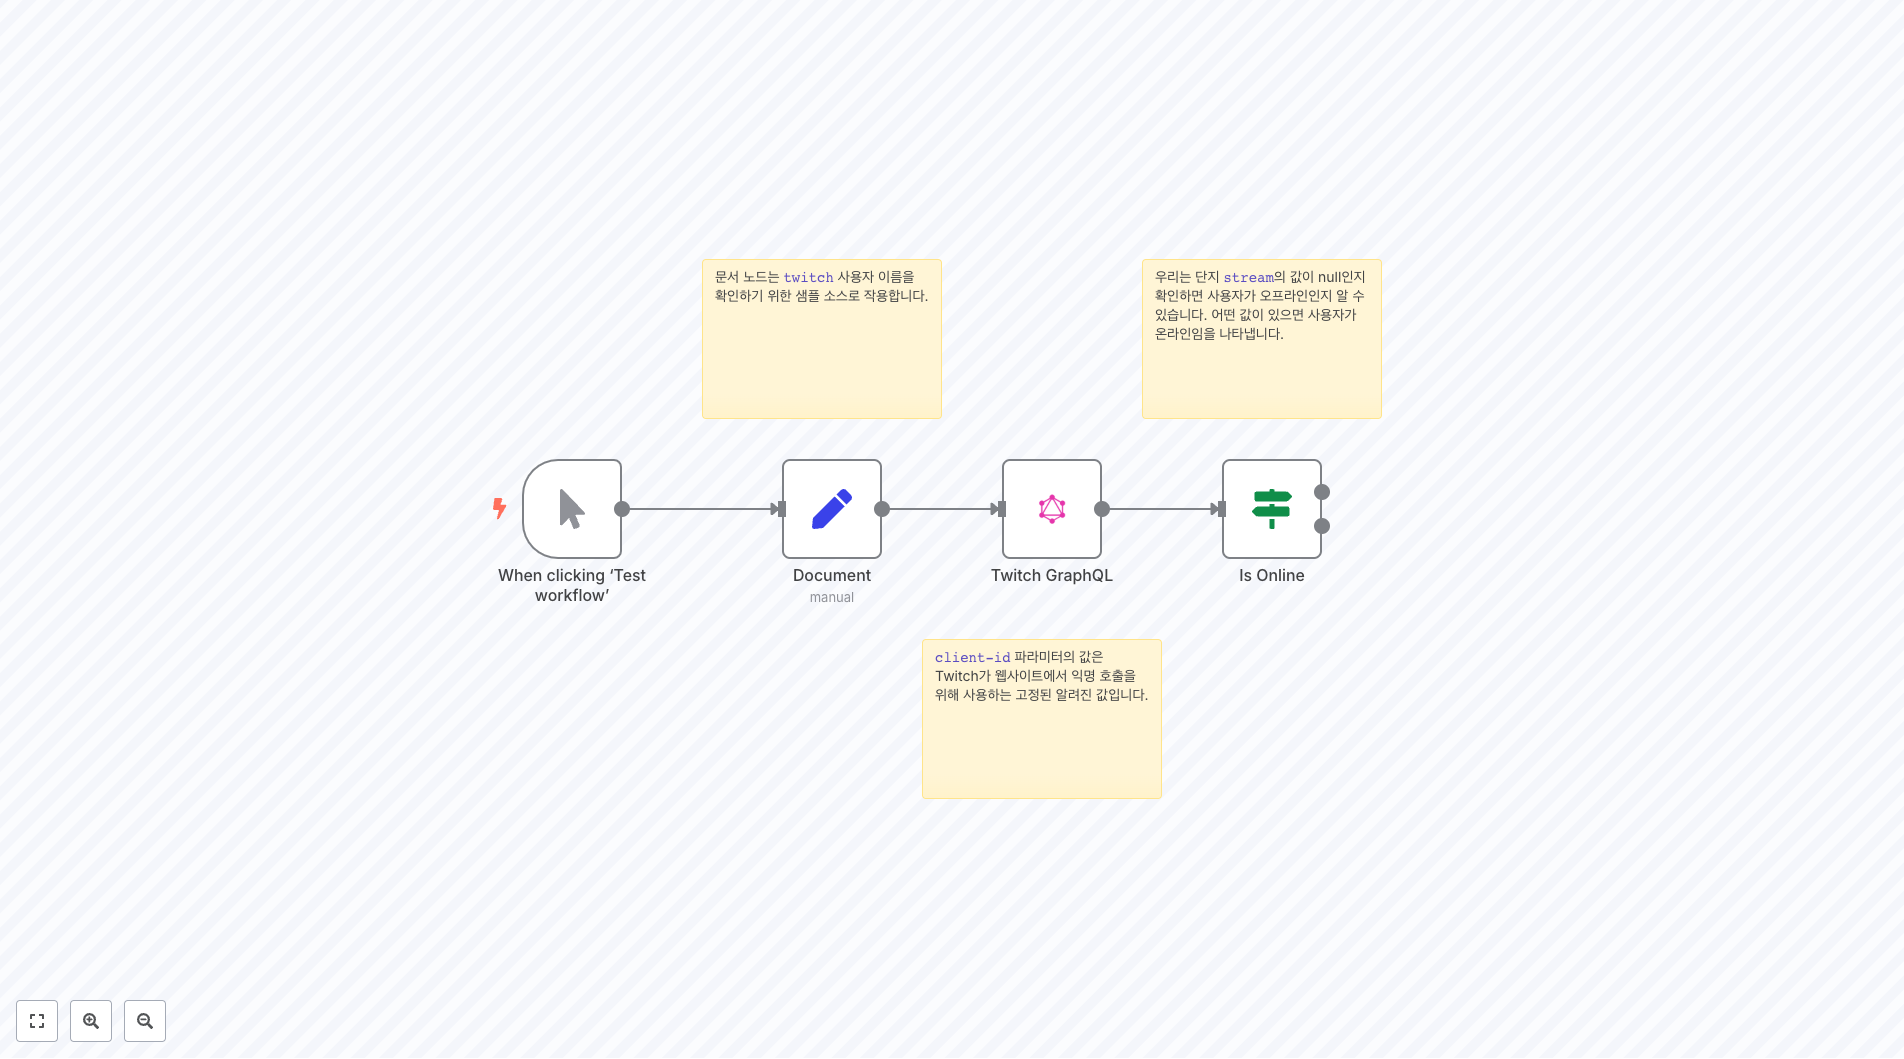 문서 노드는 twitch 사용자 이름을
확인하기 위한 샘플 소스로 작용합니다.
우리는 단지 stream의 값이 null인지
확인하면 사용자가 오프라인인지 알 수
있습니다. 어떤 값이 있으면 사용자가
온라인임을 나타냅니다.
When clicking ‘Test
workflow’
Document
manual
Twitch GraphQL
Is Online
client-id 파라미터의 값은
Twitch가 웹사이트에서 익명 호출을
위해 사용하는 고정된 알려진 값입니다.